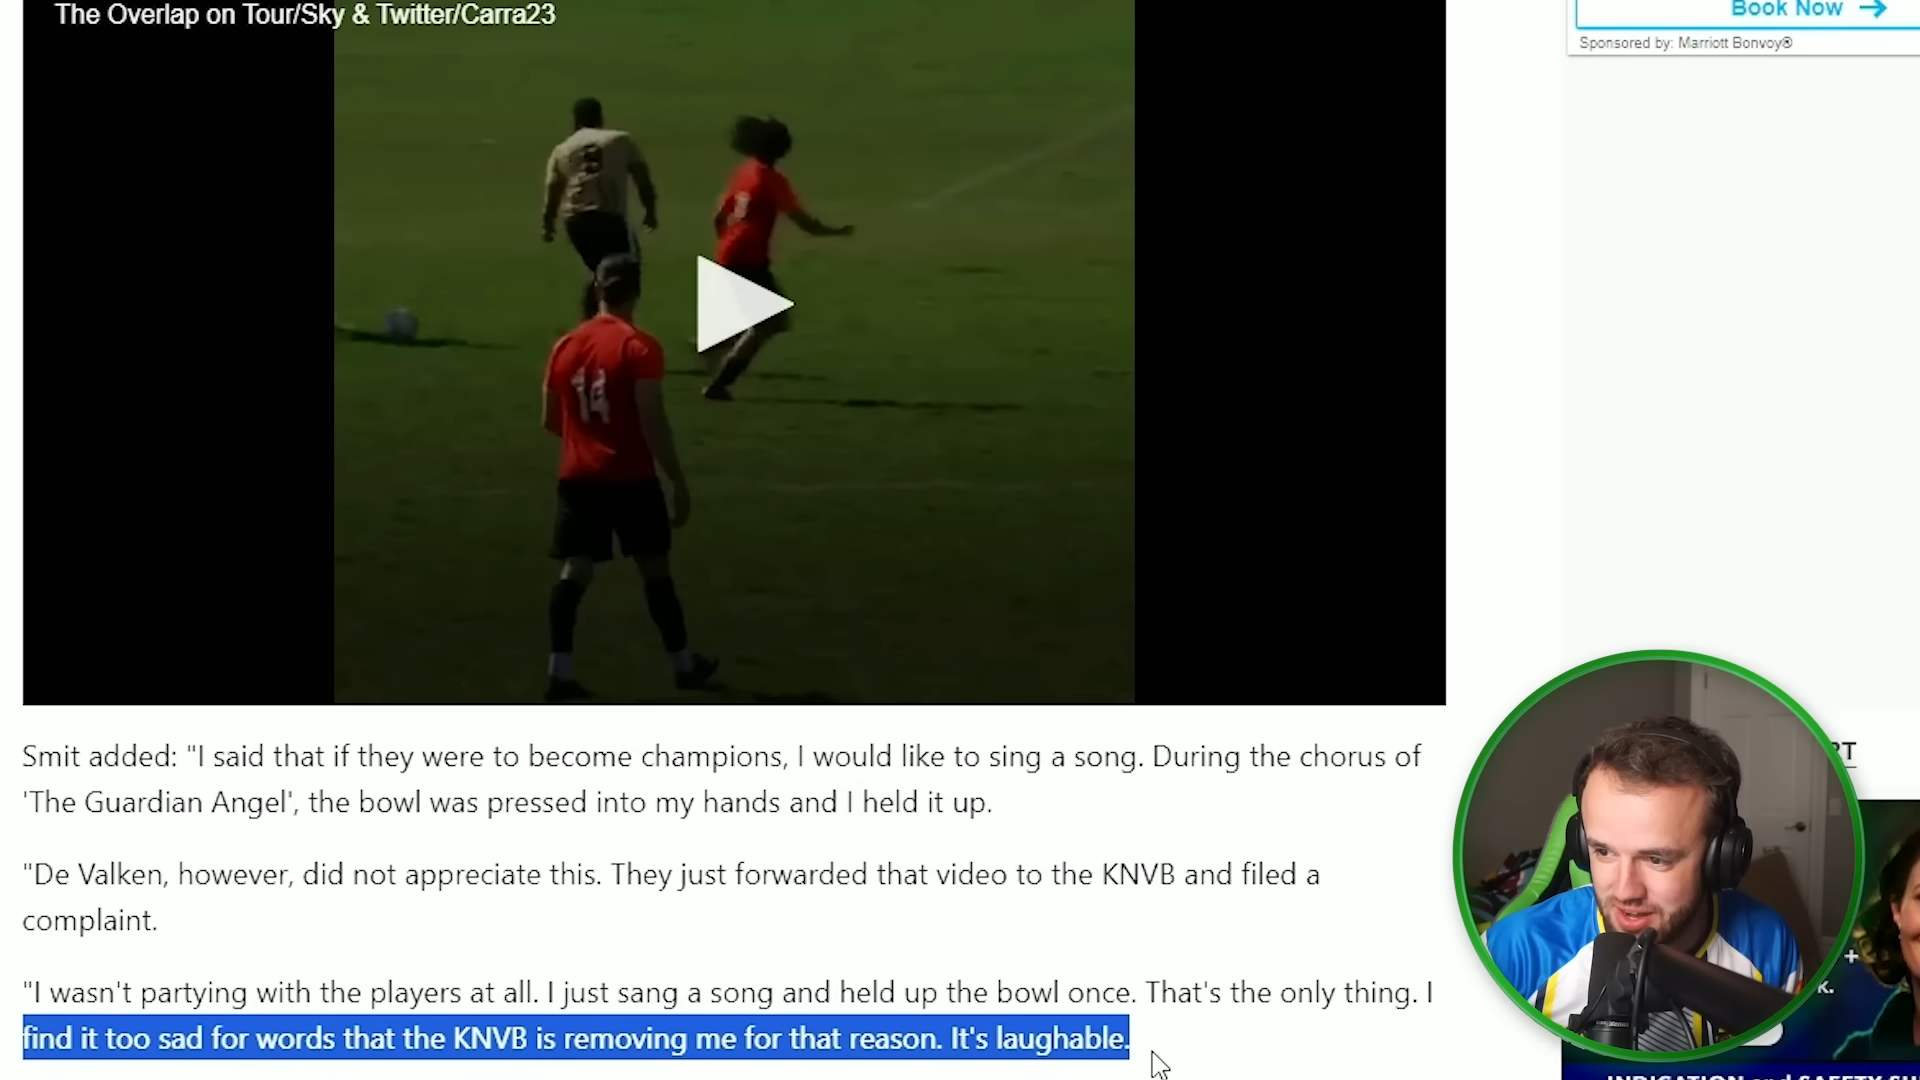 The Overlap on Tour/Sky & Twitter/Carra23
Book Now
Sponsored by: Marriott Bonvoy®
14
Smit added: "I said that if they were to become champions, I would like to sing a song. During the chorus of
'The Guardian Angel', the bowl was pressed into my hands and I held it up.
"De Valken, however, did not appreciate this. They just forwarded that video to the KNVB and filed a
complaint.
"I wasn't partying with the players at all. I just sang a song and held up the bowl once. That's the only thing. I
find it too sad for words that the KNVB is removing me for that reason. It's laughable.
INDICATION and SAFETY SU